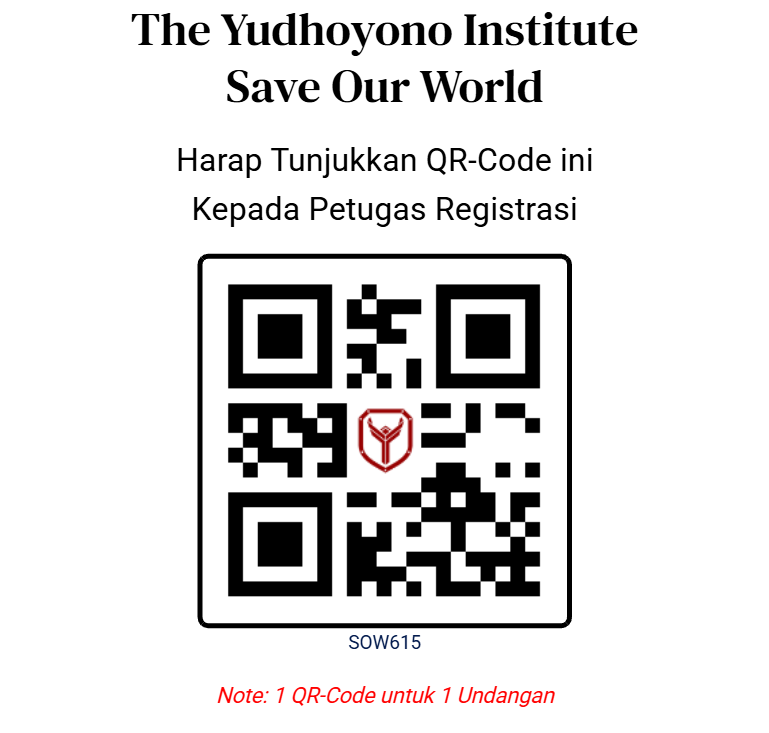 The Yudhoyono Institute
Save Our World
Harap Tunjukkan QR-Code ini
Kepada Petugas Registrasi
SOW615
Note: 1 QR-Code untuk 1 Undangan